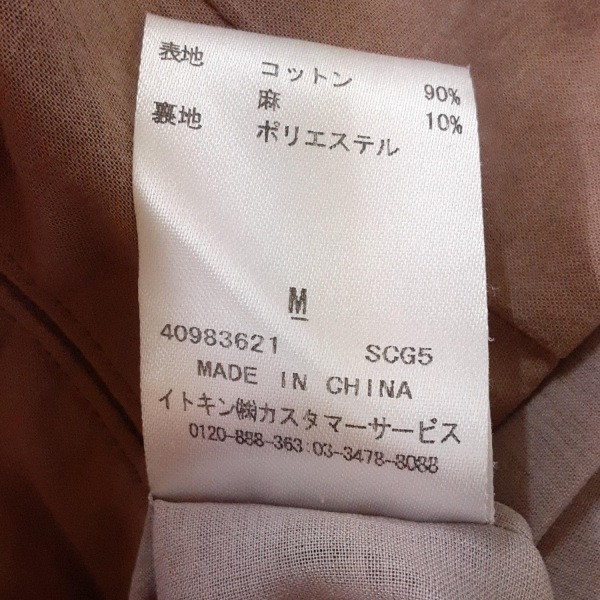 表地 コットン 90%
麻 10%
裏地 ポリエステル
M
40983621 SCG5
MADE IN CHINA
イトキン㈱カスタマーサービス
0120-888-363:03-3478-8088